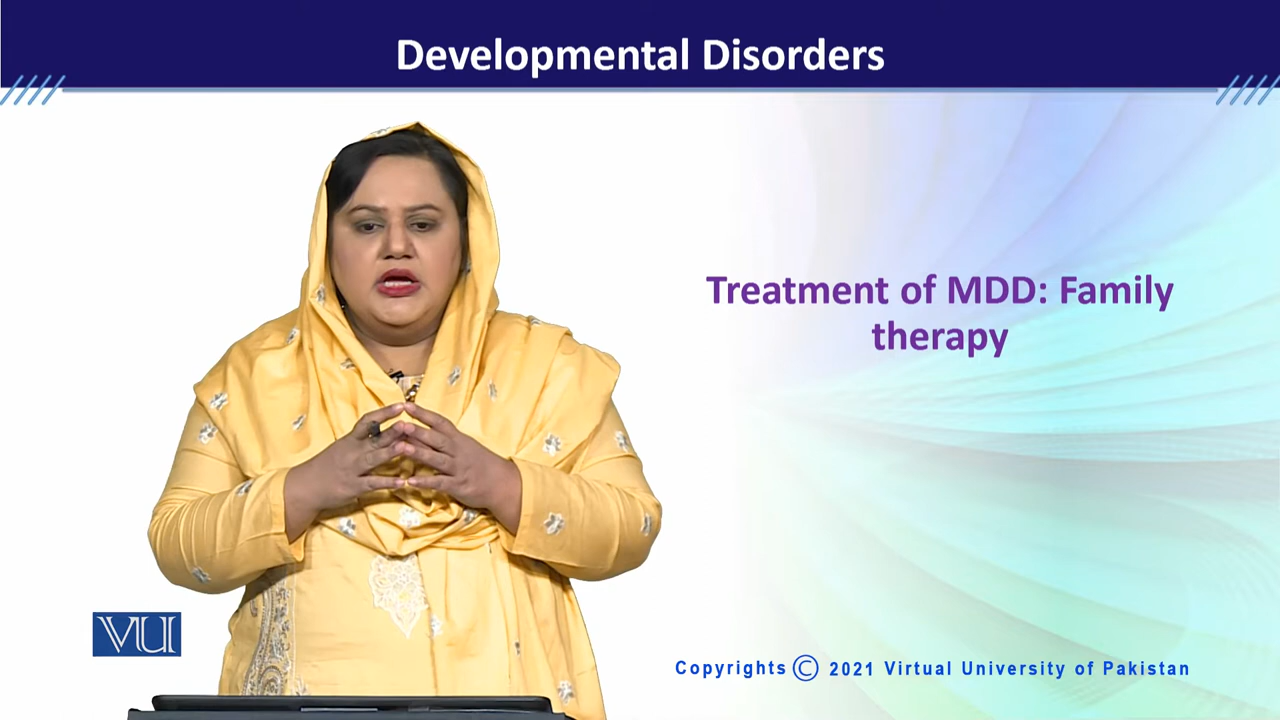 Developmental Disorders
Treatment of MDD: Family
therapy
VU
Copyrights © 2021 Virtual University of Pakistan